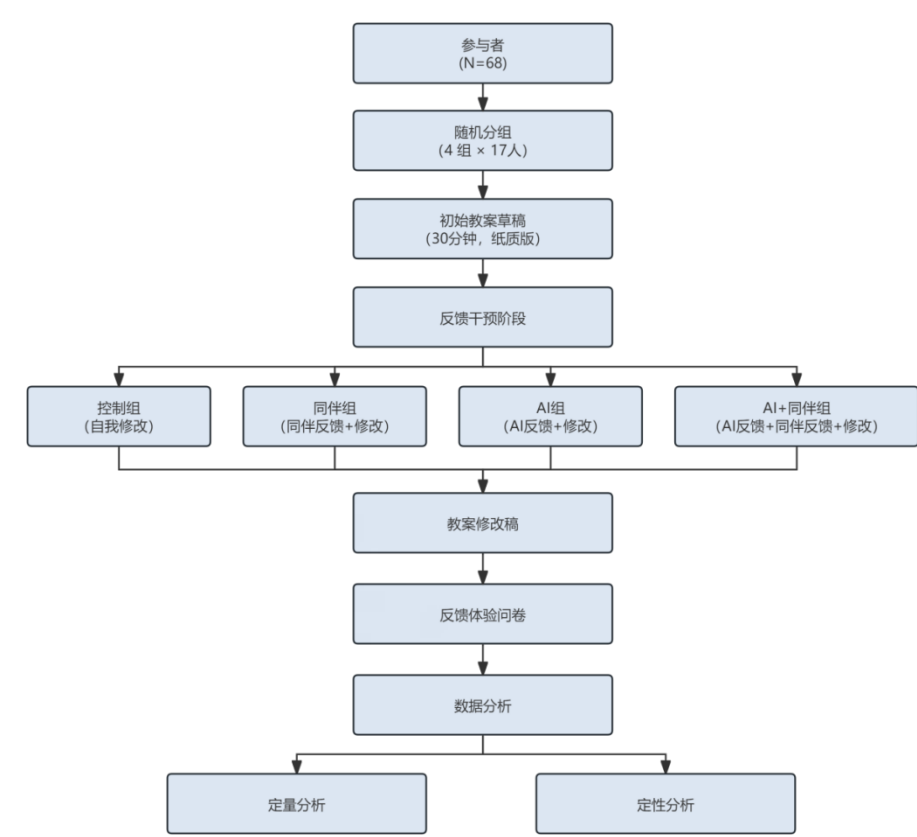 参与者
(N=68)
随机分组
(4 组 × 17人)
初始教案草稿
(30分钟，纸质版)
反馈干预阶段
控制组
(自我修改)
同伴组
(同伴反馈+修改)
AI组
(AI反馈+修改)
AI+同伴组
(AI反馈+同伴反馈+修改)
教案修改稿
反馈体验问卷
数据分析
定量分析
定性分析